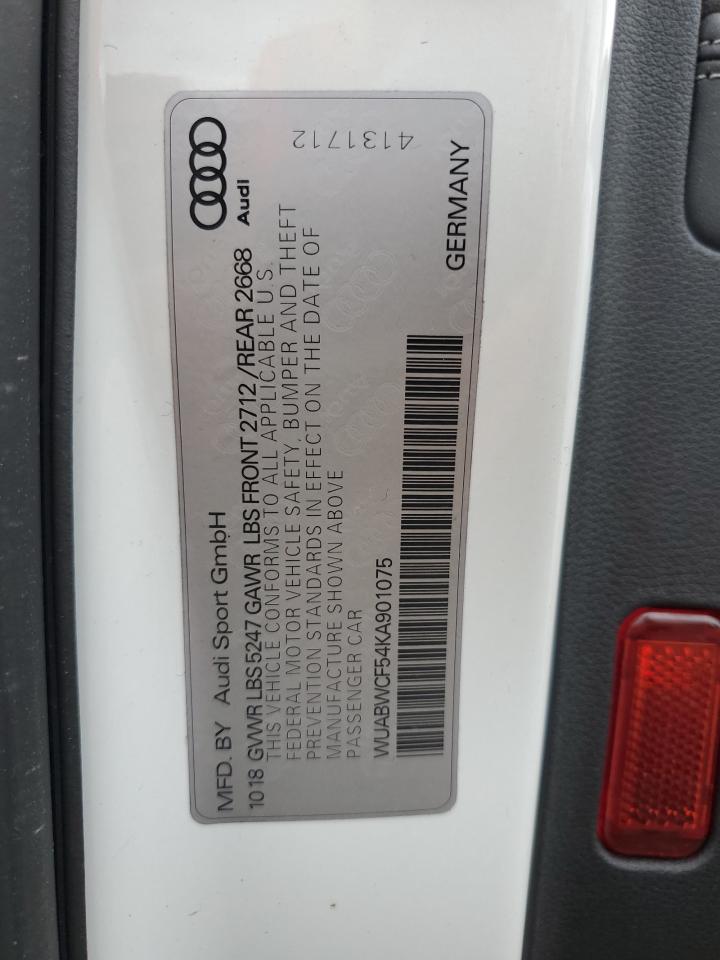 MFD. BY Audi Sport GmbH
Audi
10 18 GVWR LBS 5247 GAWR LBS FRONT 2712 /REAR 2668
THIS VEHICLE CONFORMS TO ALL APPLICABLE U.S.
FEDERAL MOTOR VEHICLE SAFETY, BUMPER AND THEFT
PREVENTION STANDARDS IN EFFECT ON THE DATE OF
MANUFACTURE SHOWN ABOVE
PASSENGER CAR
WUABWCF54KA901075
GERMANY
4131712